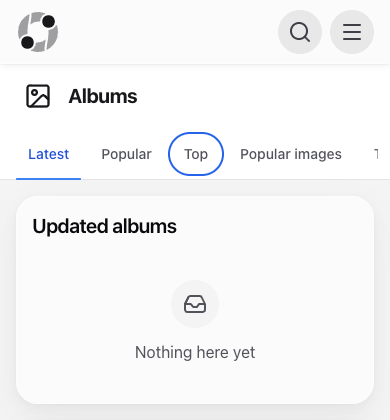 Albums
Latest Popular Top Popular images
Updated albums
Nothing here yet